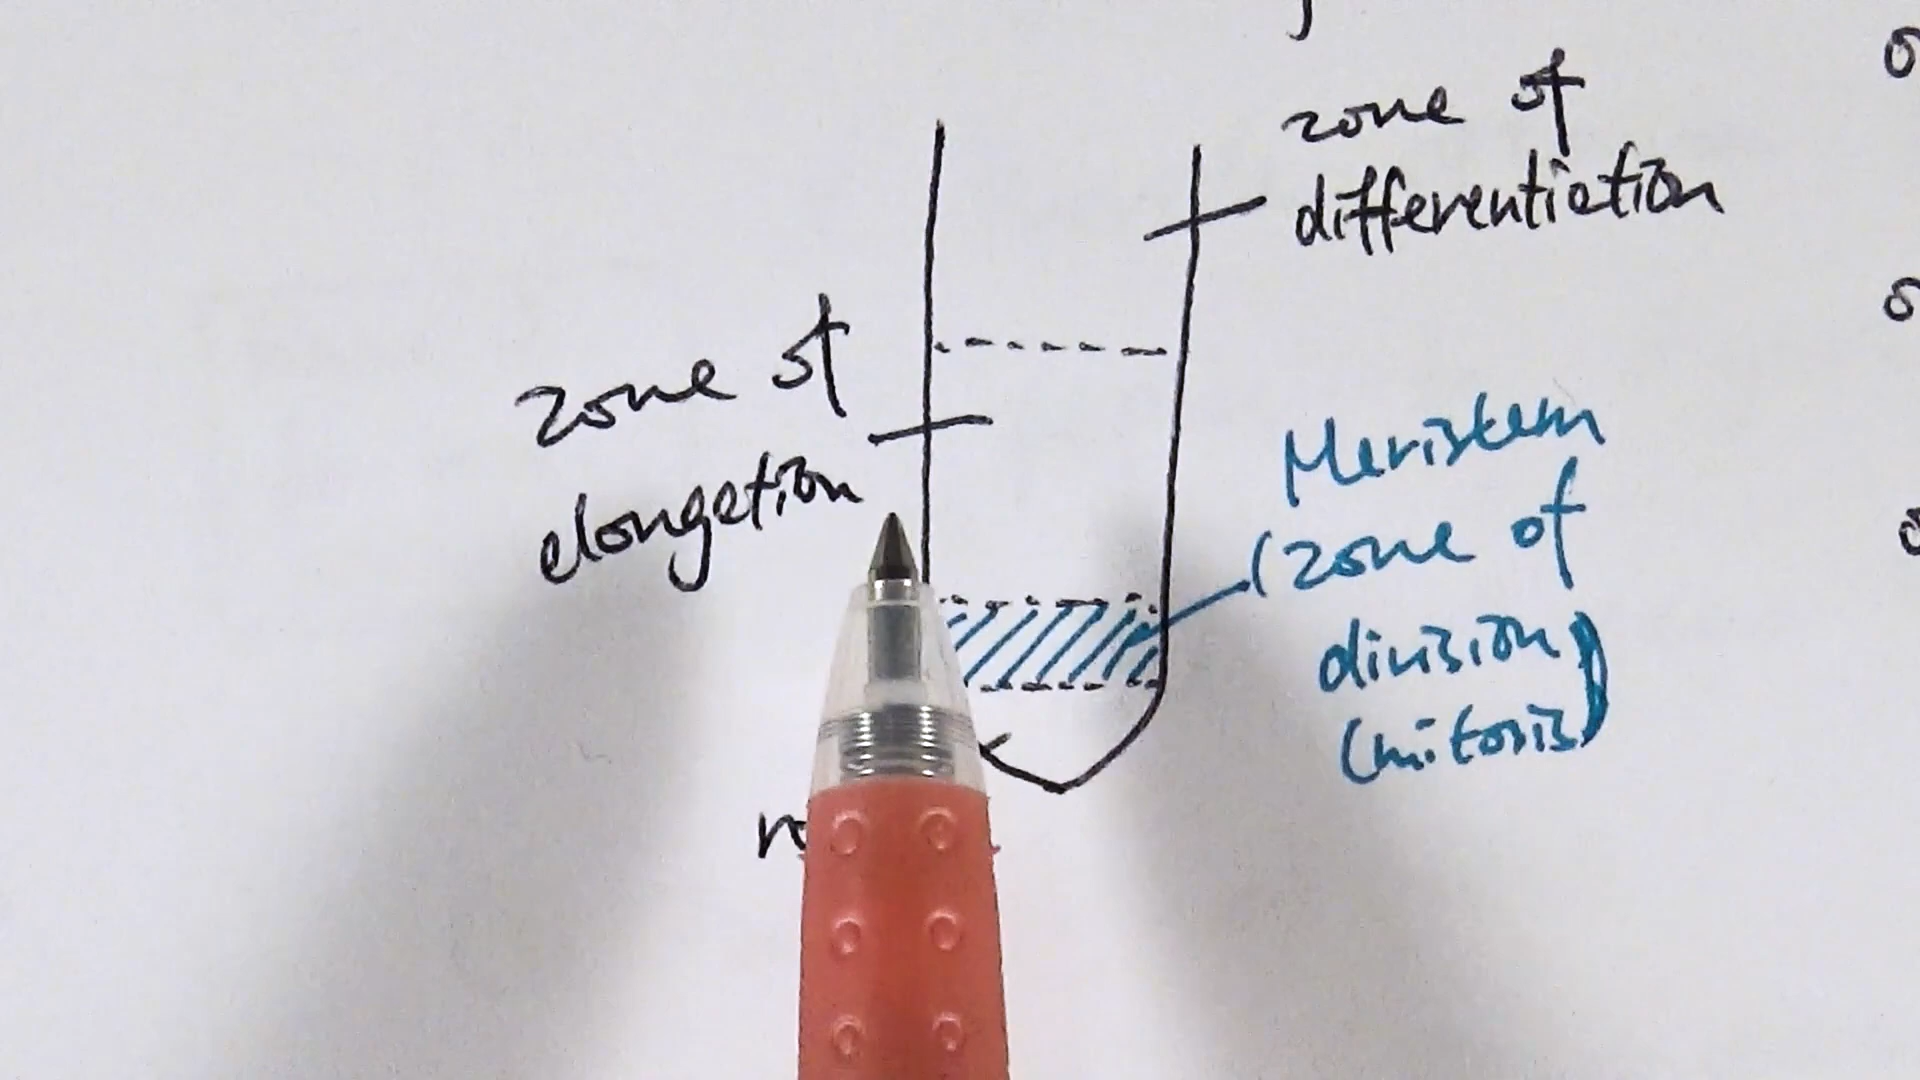 zone of
differentiation
zone of
elongation
Meristem
(zone of
division)
(mitosis)